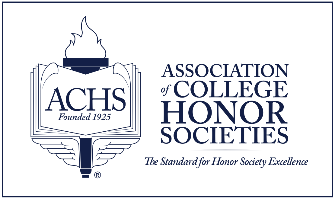 ACHS
Founded 1925
®
ASSOCIATION
of COLLEGE
HONOR
SOCIETIES
The Standard for Honor Society Excellence